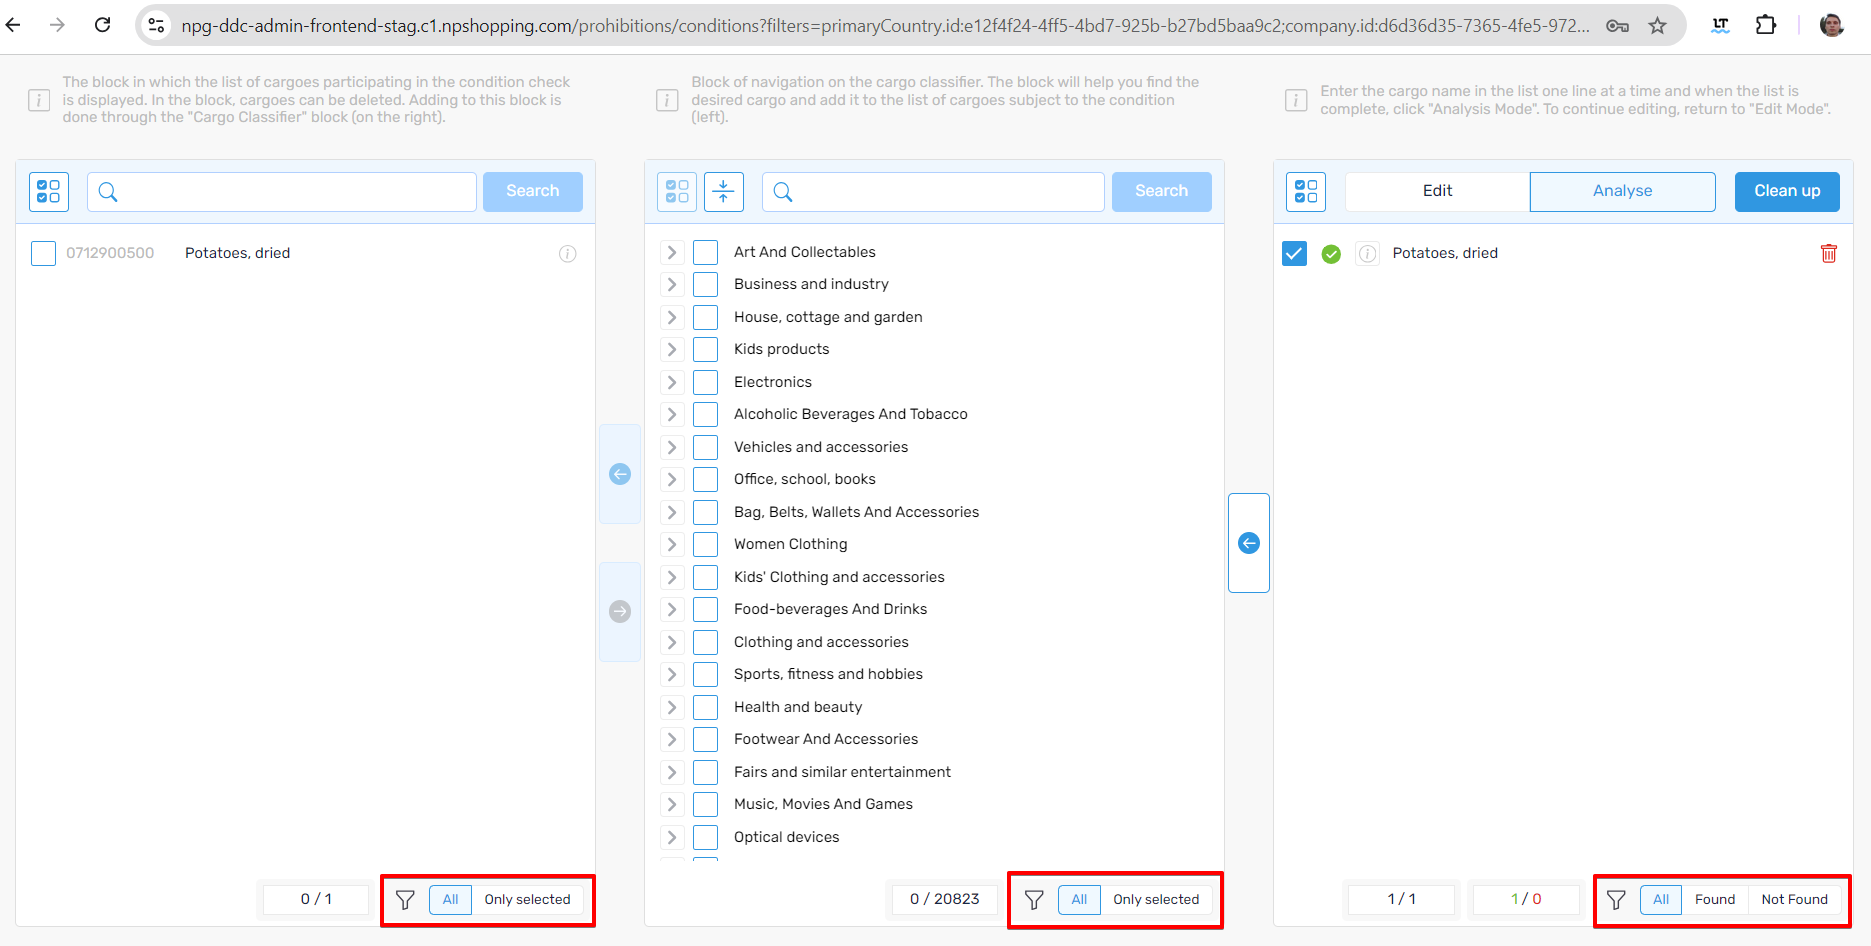 npg-ddc-admin-frontend-stag.c1.npshopping.com/prohibitions/conditions?filters=primaryCountry.id:e12f4f24-4ff5-4bd7-925b-b27bd5baa9c2;company.id:d6d36d35-7365-4fe5-972...
LT
The block in which the list of cargoes participating in the condition check
is displayed. In the block, cargoes can be deleted. Adding to this block is
done through the "Cargo Classifier" block (on the right).
Block of navigation on the cargo classifier. The block will help you find the
desired cargo and add it to the list of cargoes subject to the condition
(left).
Enter the cargo name in the list one line at a time and when the list is
complete, click "Analysis Mode". To continue editing, return to "Edit Mode".
Search
0712900500 Potatoes, dried
0 / 1
All Only selected
Search
Art And Collectables
Business and industry
House, cottage and garden
Kids products
Electronics
Alcoholic Beverages And Tobacco
Vehicles and accessories
Office, school, books
Bag, Belts, Wallets And Accessories
Women Clothing
Kids' Clothing and accessories
Food-beverages And Drinks
Clothing and accessories
Sports, fitness and hobbies
Health and beauty
Footwear And Accessories
Fairs and similar entertainment
Music, Movies And Games
Optical devices
0 / 20823
All Only selected
Edit Analyse Clean up
Potatoes, dried
1 / 1
1 / 0
All Found Not Found